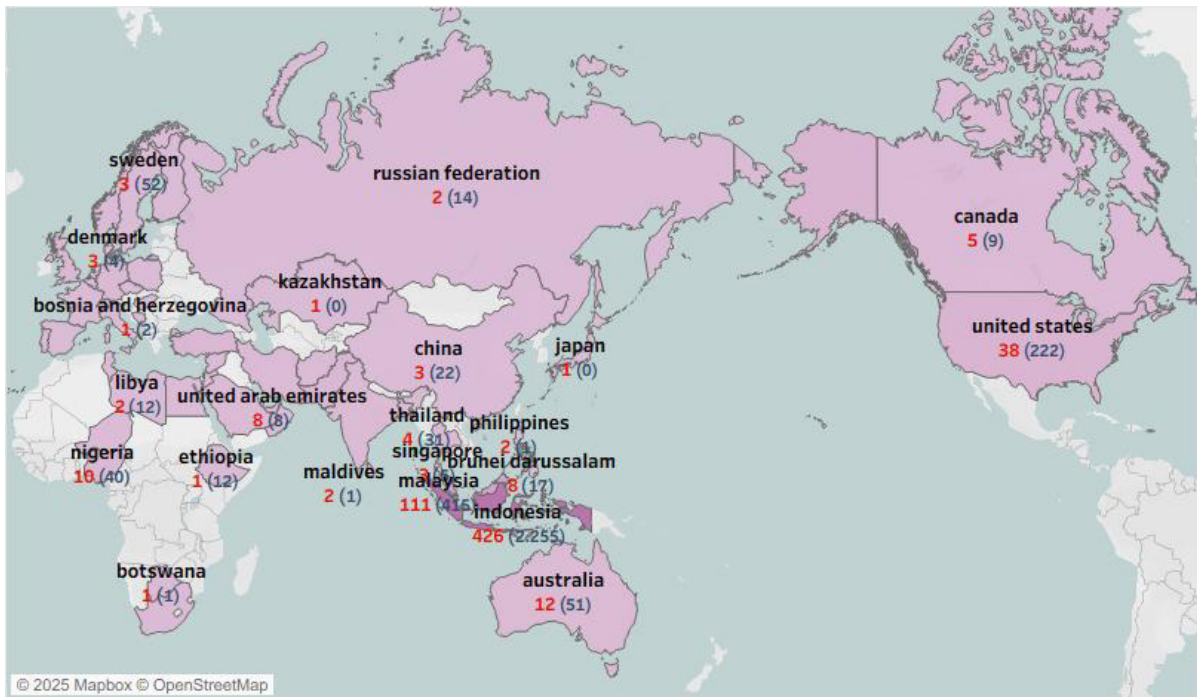 sweden
3 (52)
russian federation
2 (14)
canada
5 (9)
denmark
3 (4)
kazakhstan
1 (0)
bosnia and herzegovina
1 (2)
united states
38 (222)
china
3 (22)
japan
1 (0)
libya
2 (12)
united arab emirates
8 (8)
thailand
4 (31)
philippines
2 (1)
nigeria
10 (40)
ethiopia
1 (12)
singapore
brunei darussalam
8 (17)
maldives
2 (1)
malaysia
111 (415)
indonesia
426 (2.255)
botswana
1 (1)
australia
12 (51)
© 2025 Mapbox © OpenStreetMap